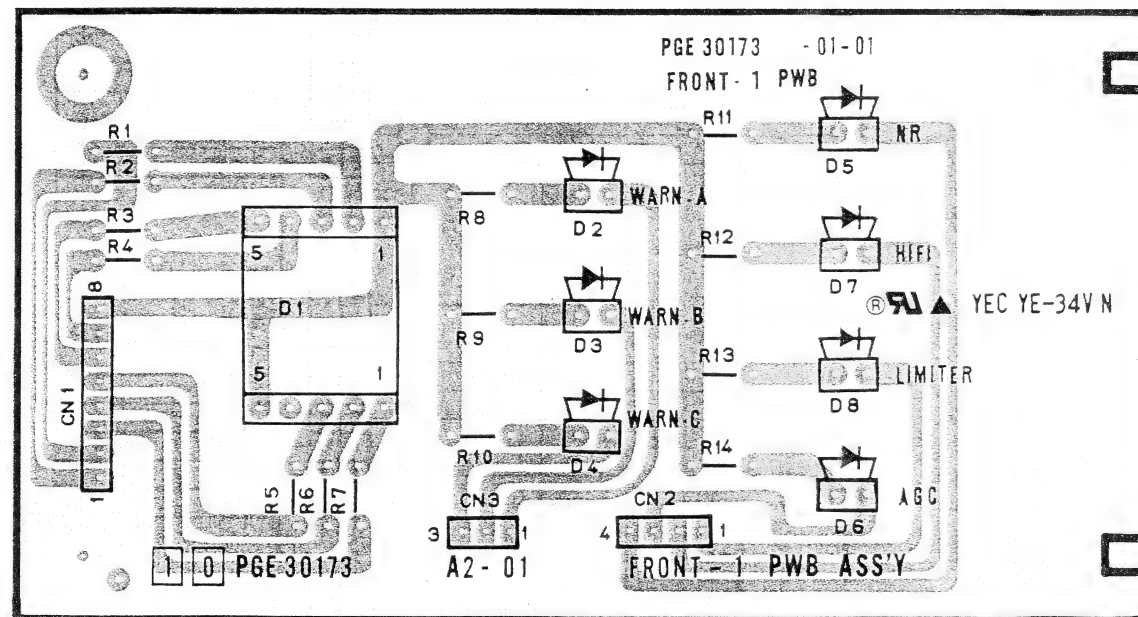 PGE 30173 -01-01
FRONT-1 PWB
R11
NR
D5
R1
R2
R3
R4
R8
WARN-A
D2
R12
HIFI
D7
5 1
D1
5 1
8
CN1
1
R9
WARN-B
D3
® RU ▲ YEC YE-34V N
R13
LIMITER
D8
R10
WARN-C
D4
R14
AGC
D6
R5
R6
R7
CN3
3 1
CN2
4 1
1 0 PGE30173 A2-01 FRONT-1 PWB ASS'Y